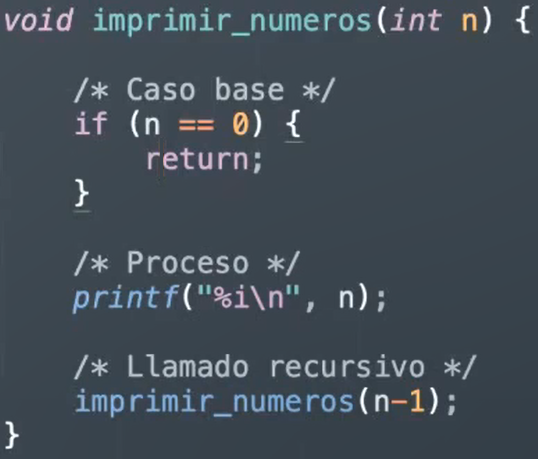 void imprimir_numeros(int n) {
/* Caso base */
if (n == 0) {
return;
}
/* Proceso */
printf("%i\n", n);
/* Llamado recursivo */
imprimir_numeros(n-1);
}